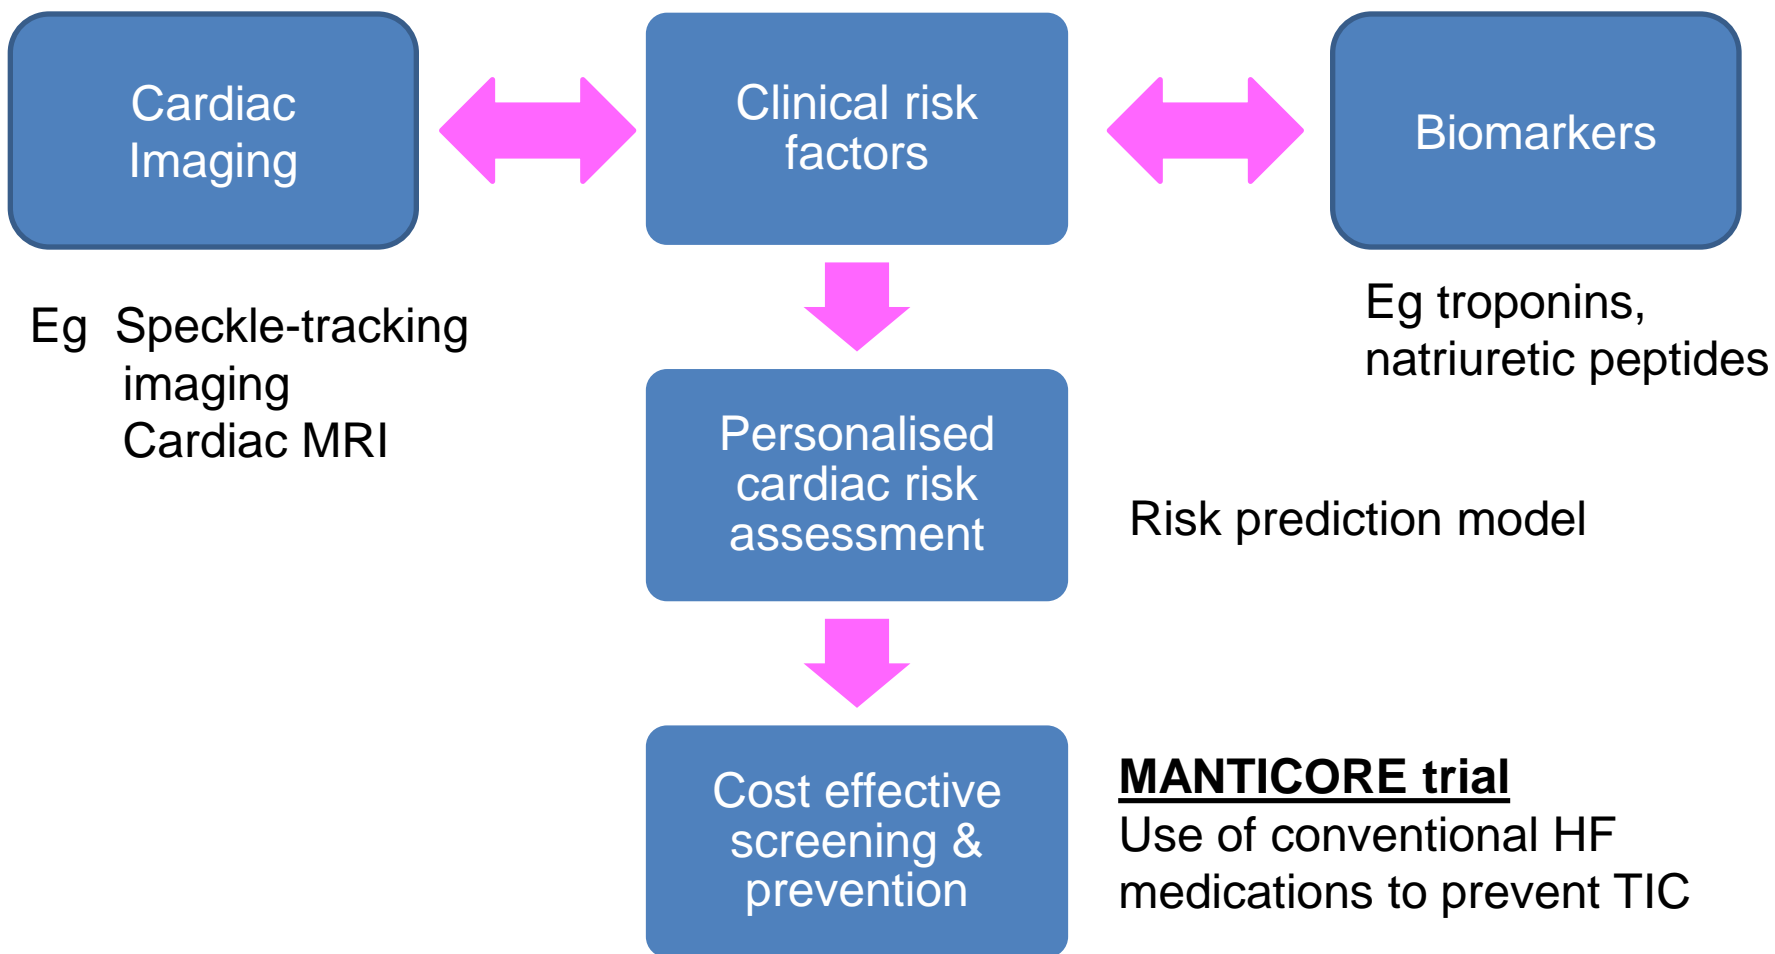 Cardiac
Imaging
Clinical risk
factors
Biomarkers
Eg  Speckle-tracking
imaging
Cardiac MRI
Eg troponins,
natriuretic peptides
Personalised
cardiac risk
assessment
Risk prediction model
Cost effective
screening &
prevention
MANTICORE trial
Use of conventional HF
medications to prevent TIC